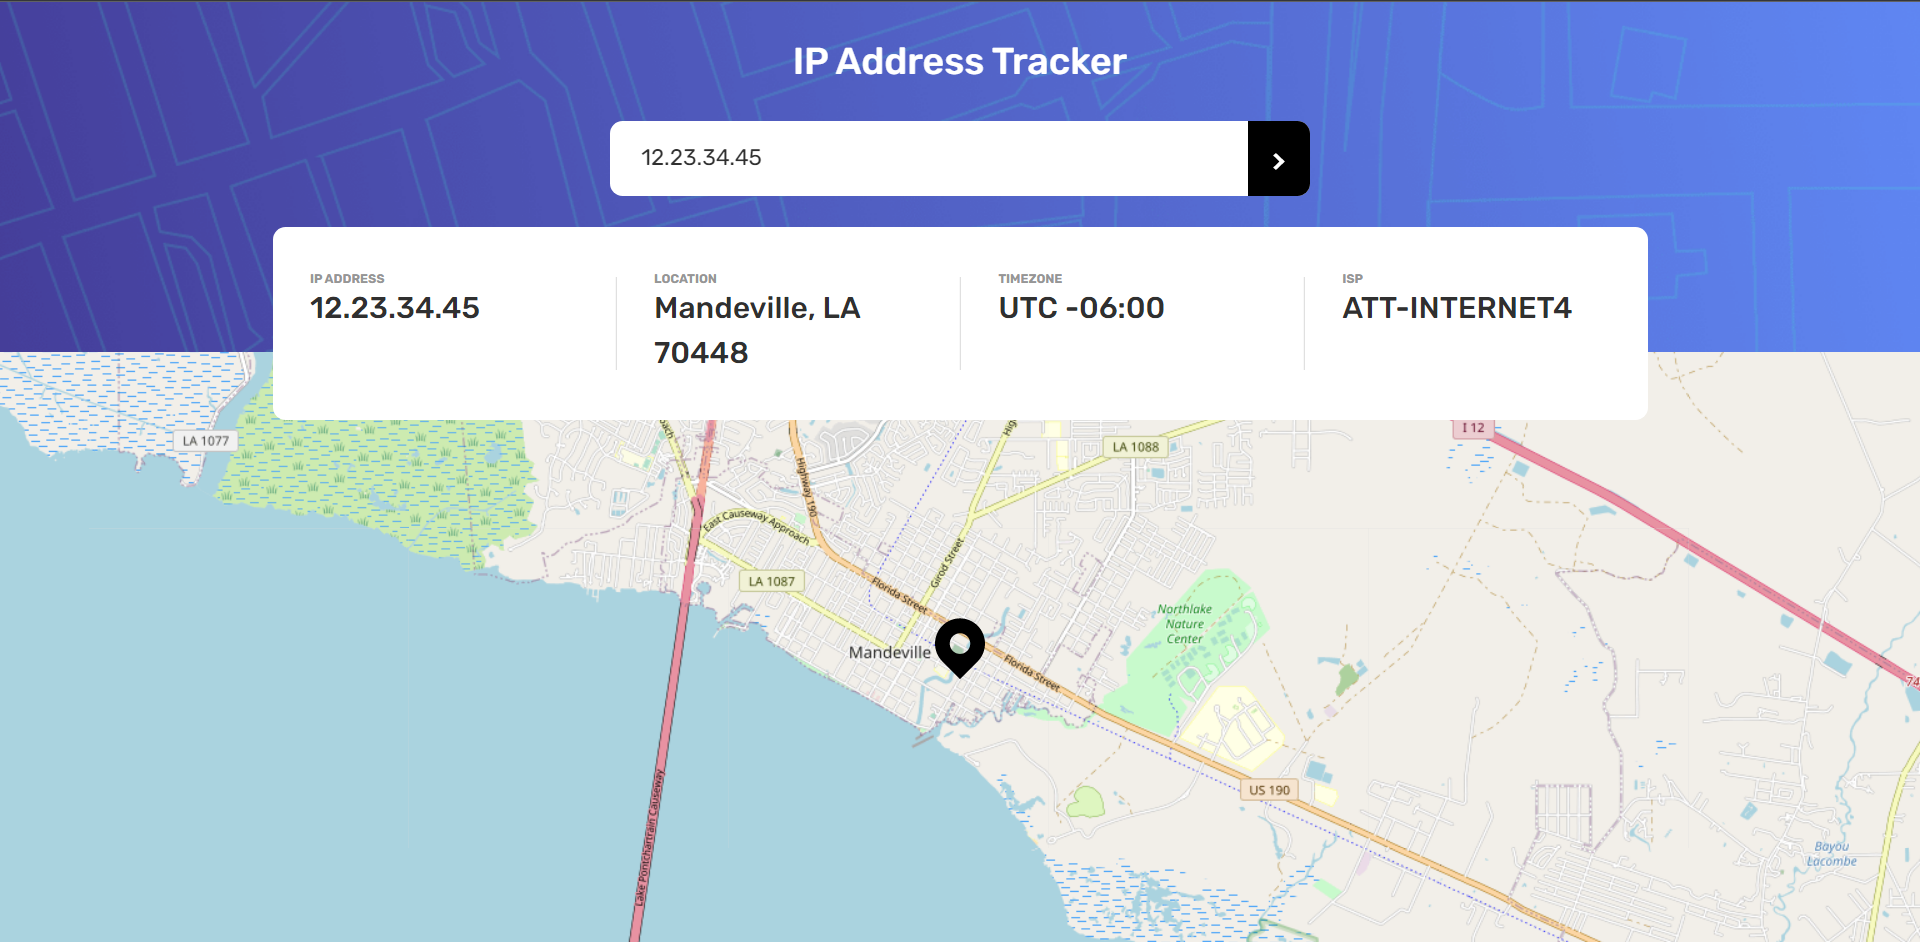 IP Address Tracker
12.23.34.45
IP ADDRESS
12.23.34.45
LOCATION
Mandeville, LA
70448
TIMEZONE
UTC -06:00
ISP
ATT-INTERNET4
LA 1077
Highway 190
LA 1088
I 12
East Causeway Approach
Girod Street
LA 1087
Florida Street
Northlake
Nature
Center
Mandeville
Florida Street
US 190
Lake Pontchartrain Causeway
Bayou
Lacombe